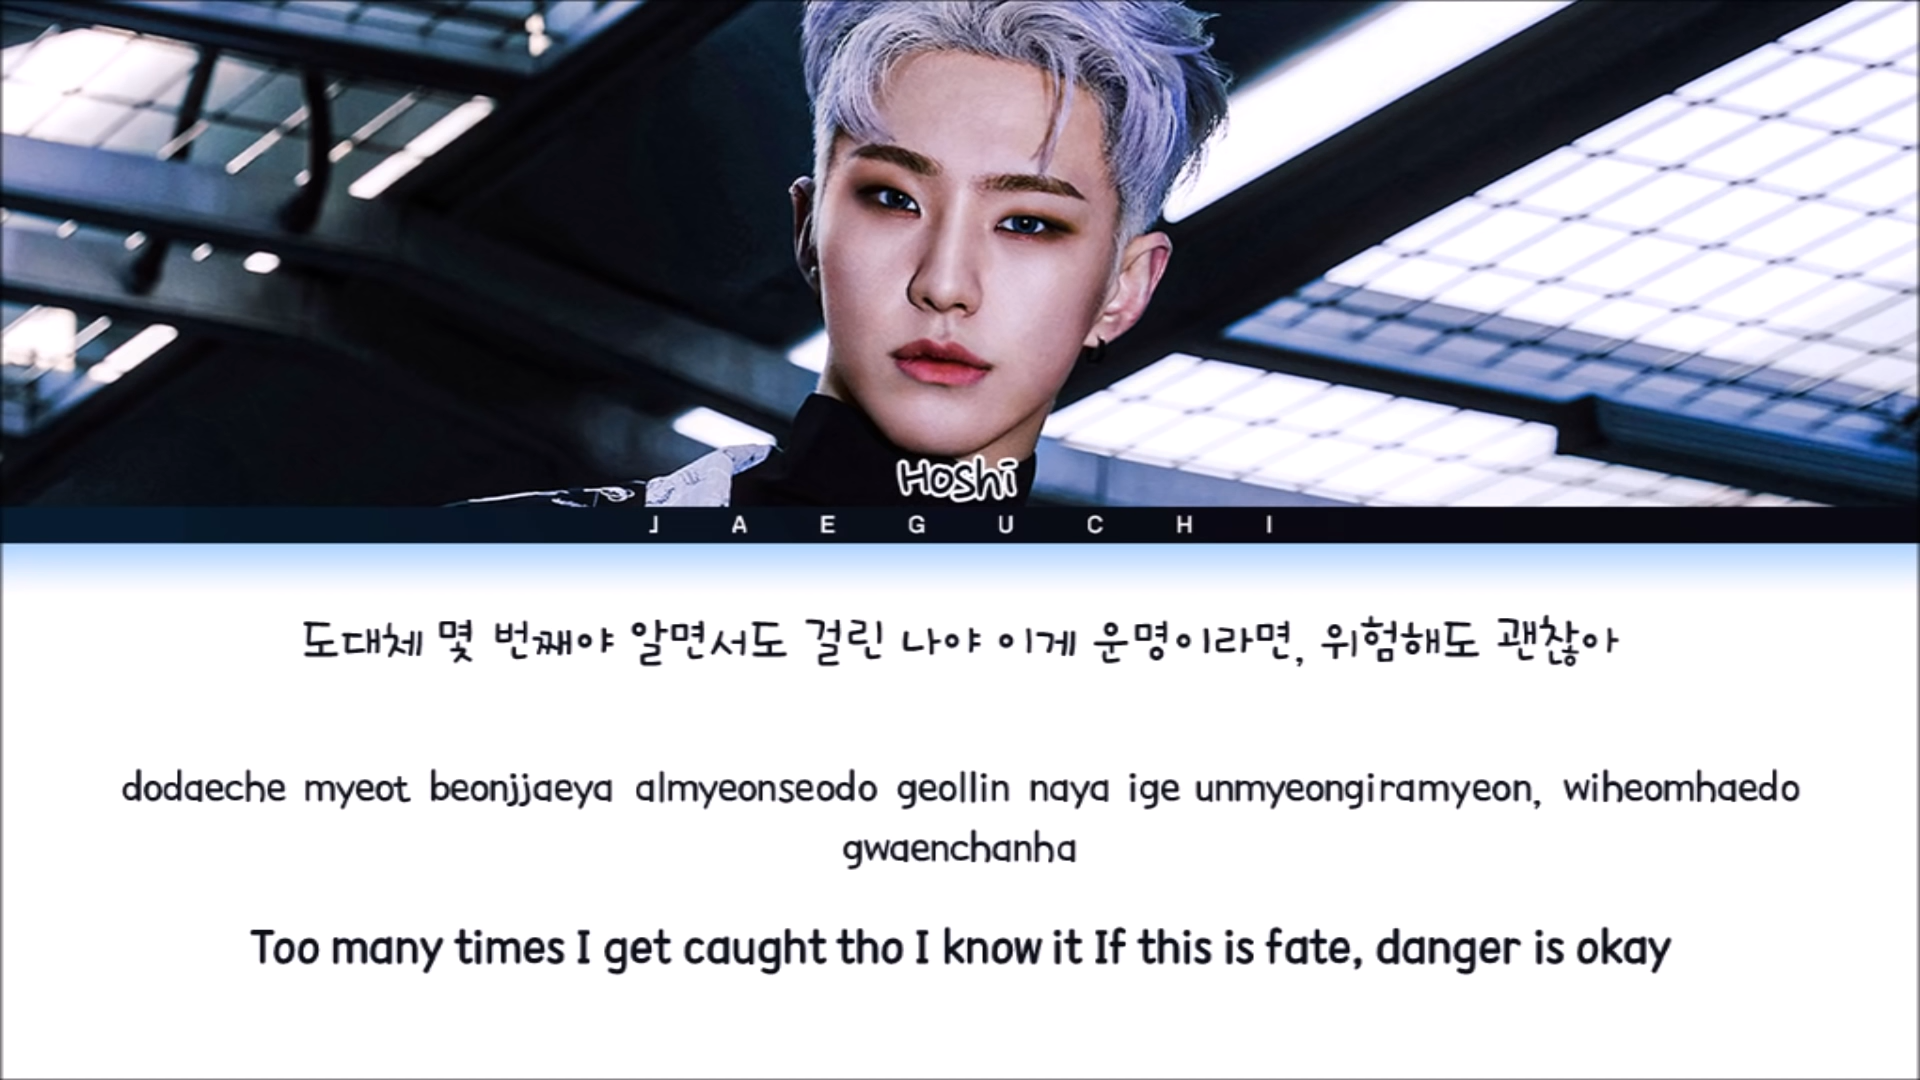 Hoshi
JAEGUCHI
도대체 몇 번째야 알면서도 걸린 나야 이게 운명이라면, 위험해도 괜찮아
dodaeche myeot beonjjaeya almyeonseodo geollin naya ige unmyeongiramyeon, wiheomhaedo
gwaenchanha
Too many times I get caught tho I know it If this is fate, danger is okay